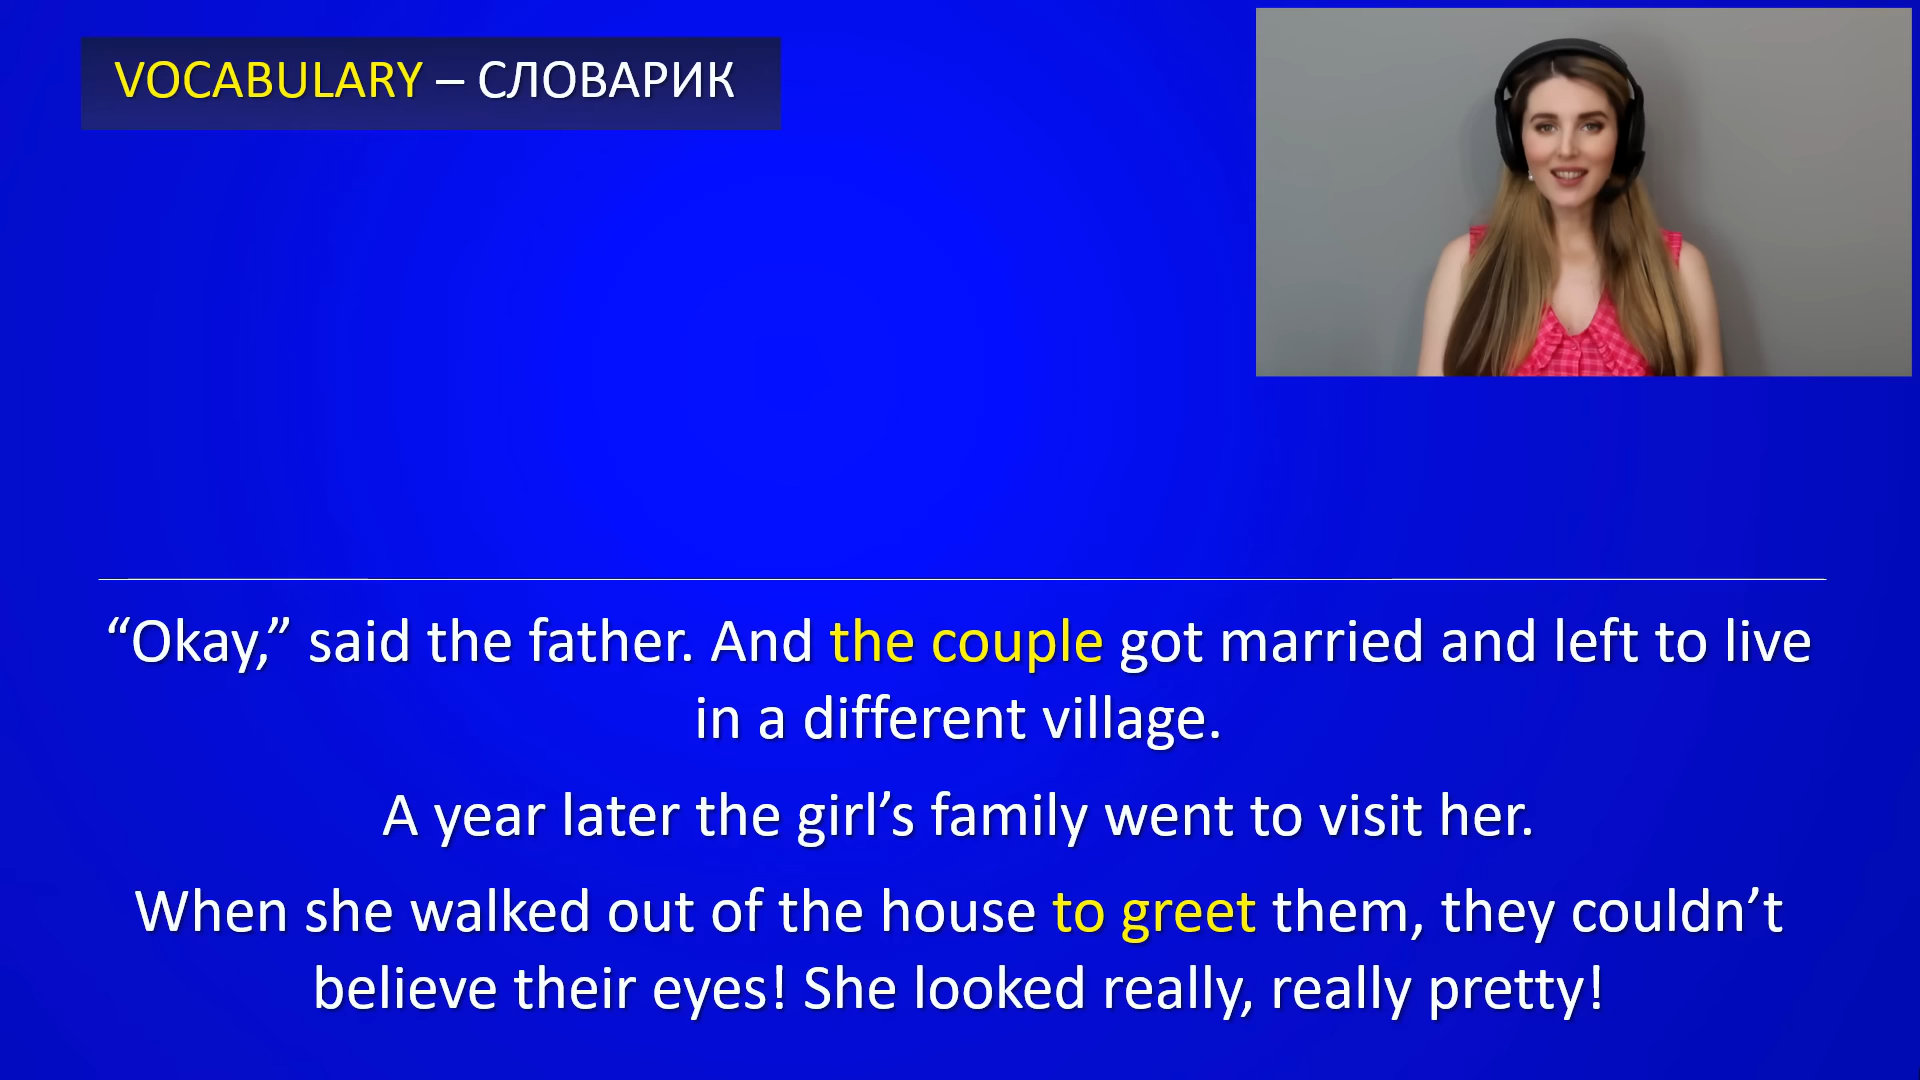 VOCABULARY – СЛОВАРИК
“Okay,” said the father. And the couple got married and left to live
in a different village.
A year later the girl’s family went to visit her.
When she walked out of the house to greet them, they couldn’t
believe their eyes! She looked really, really pretty!